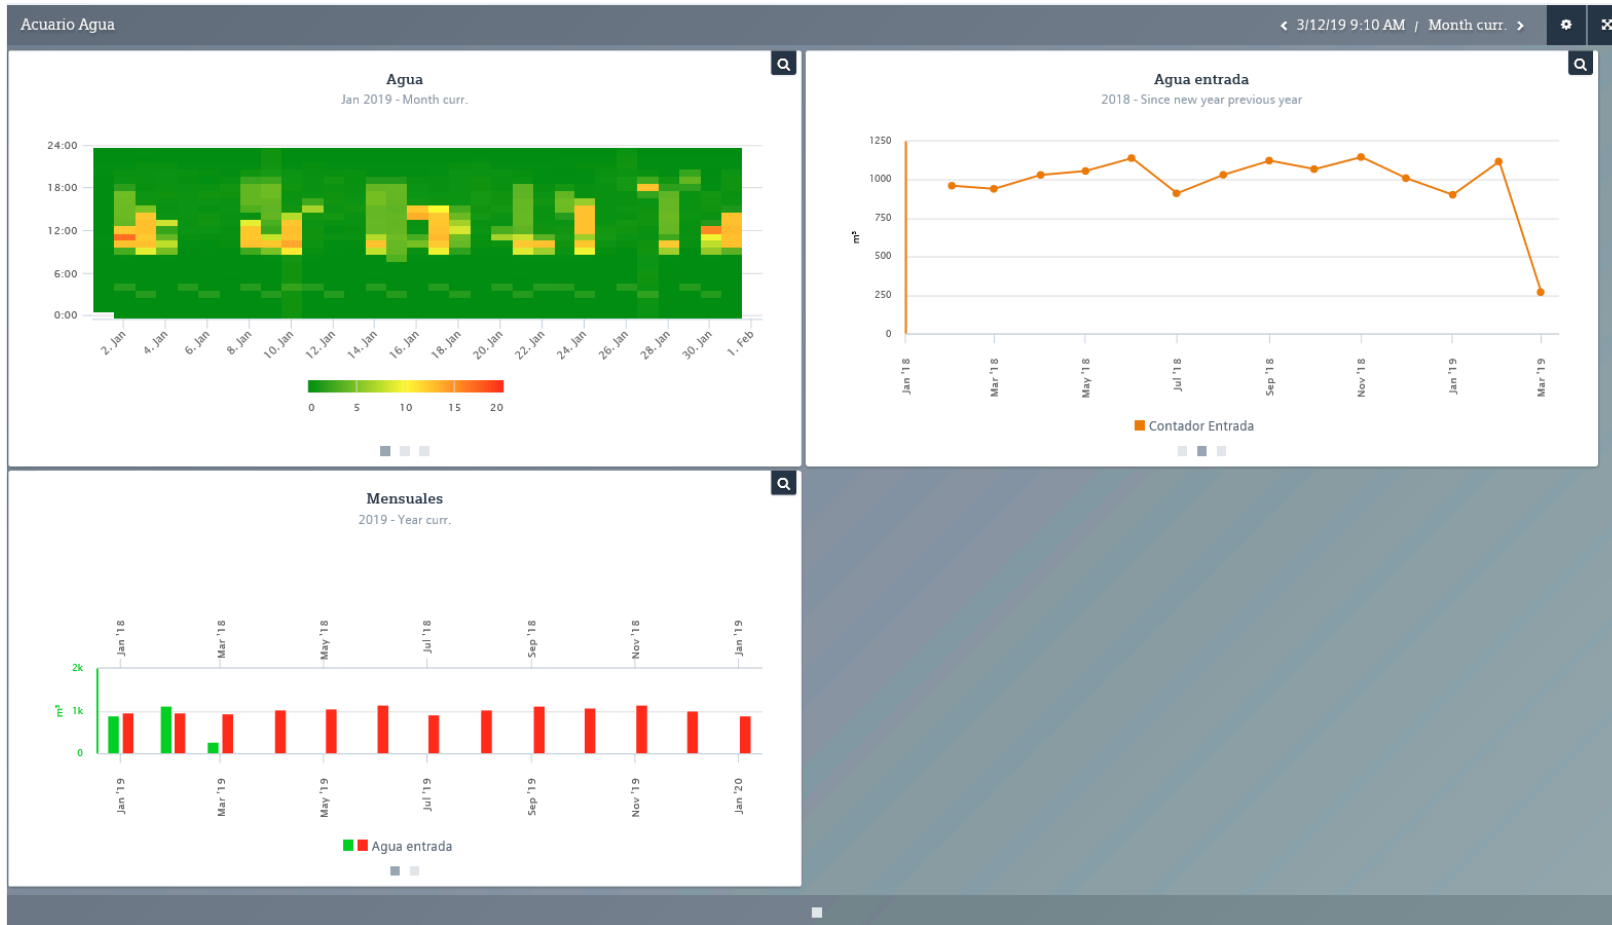 Acuario Agua
3/12/19 9:10 AM / Month curr.
Agua
Jan 2019 - Month curr.
24:00
18:00
12:00
6:00
0:00
2. Jan
4. Jan
6. Jan
8. Jan
10. Jan
12. Jan
14. Jan
16. Jan
18. Jan
20. Jan
22. Jan
24. Jan
26. Jan
28. Jan
30. Jan
1. Feb
0
5
10
15
20
Agua entrada
2018 - Since new year previous year
1250
1000
750
500
250
0
m³
Jan '18
Mar '18
May '18
Jul '18
Sep '18
Nov '18
Jan '19
Mar '19
Contador Entrada
Mensuales
2019 - Year curr.
Jan '18
Mar '18
May '18
Jul '18
Sep '18
Nov '18
Jan '19
2k
1k
0
m³
Jan '19
Mar '19
May '19
Jul '19
Sep '19
Nov '19
Jan '20
Agua entrada